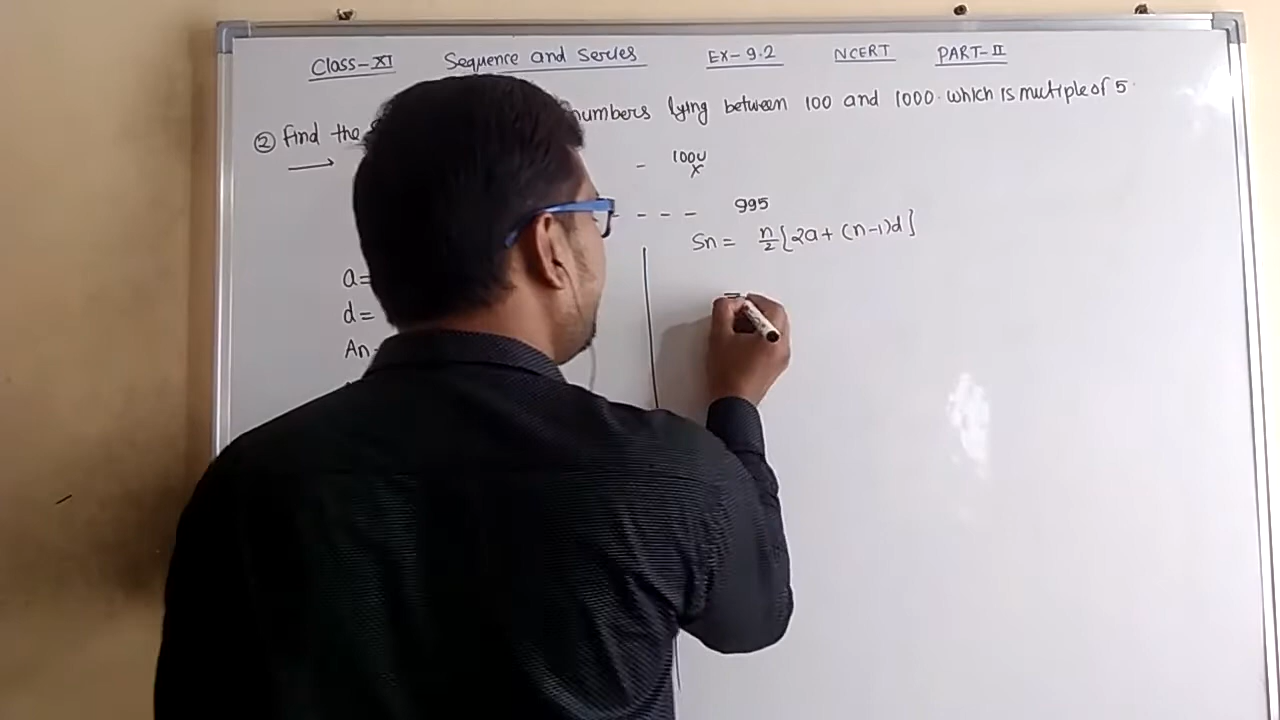 Class-XI Sequence and Series EX-9.2 NCERT PART-II
② Find the numbers lying between 100 and 1000. which is multiple of 5.
- 1000
x
- - - - 995
Sn = n/2 [2a + (n-1)d]
a=
d=
An
=